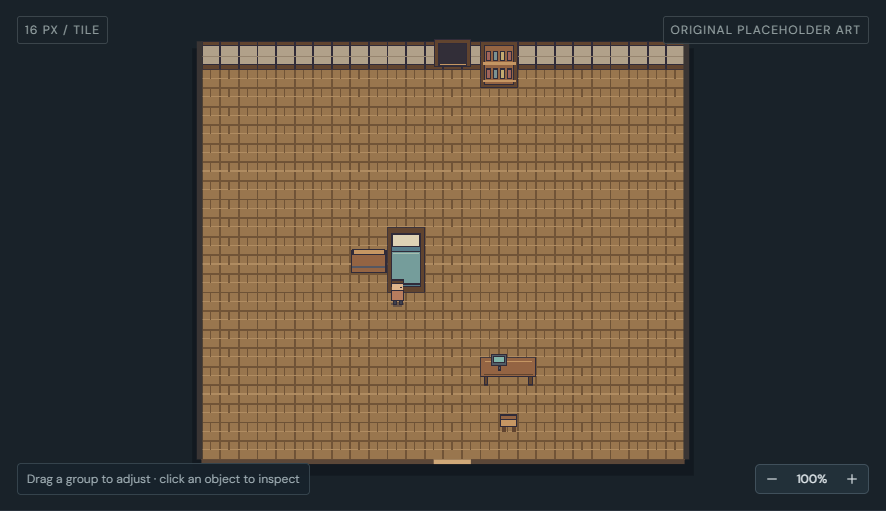 16 PX / TILE
ORIGINAL PLACEHOLDER ART
Drag a group to adjust · click an object to inspect
− 100% +